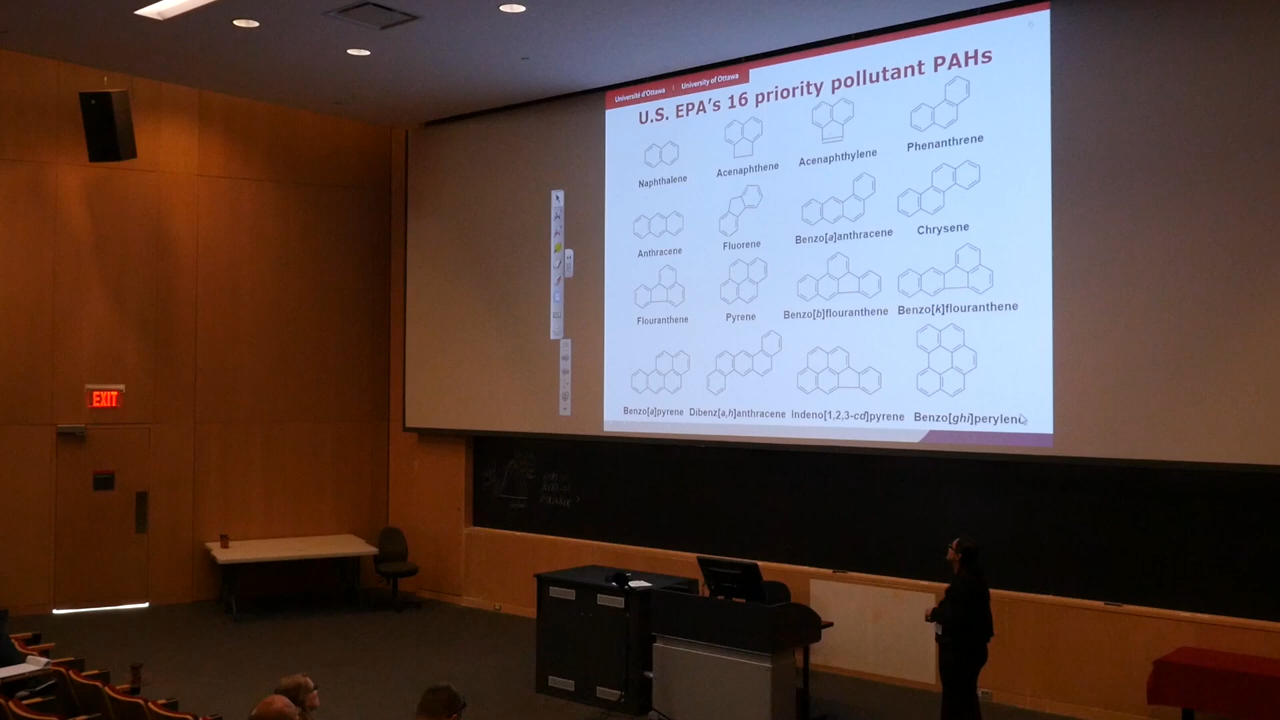 Université d'Ottawa | University of Ottawa
6
U.S. EPA's 16 priority pollutant PAHs
Naphthalene
Acenaphthene
Acenaphthylene
Phenanthrene
Anthracene
Fluorene
Benzo[a]anthracene
Chrysene
Flouranthene
Pyrene
Benzo[b]flouranthene
Benzo[k]flouranthene
Benzo[a]pyrene
Dibenz[a,h]anthracene
Indeno[1,2,3-cd]pyrene
Benzo[ghi]perylene
EXIT